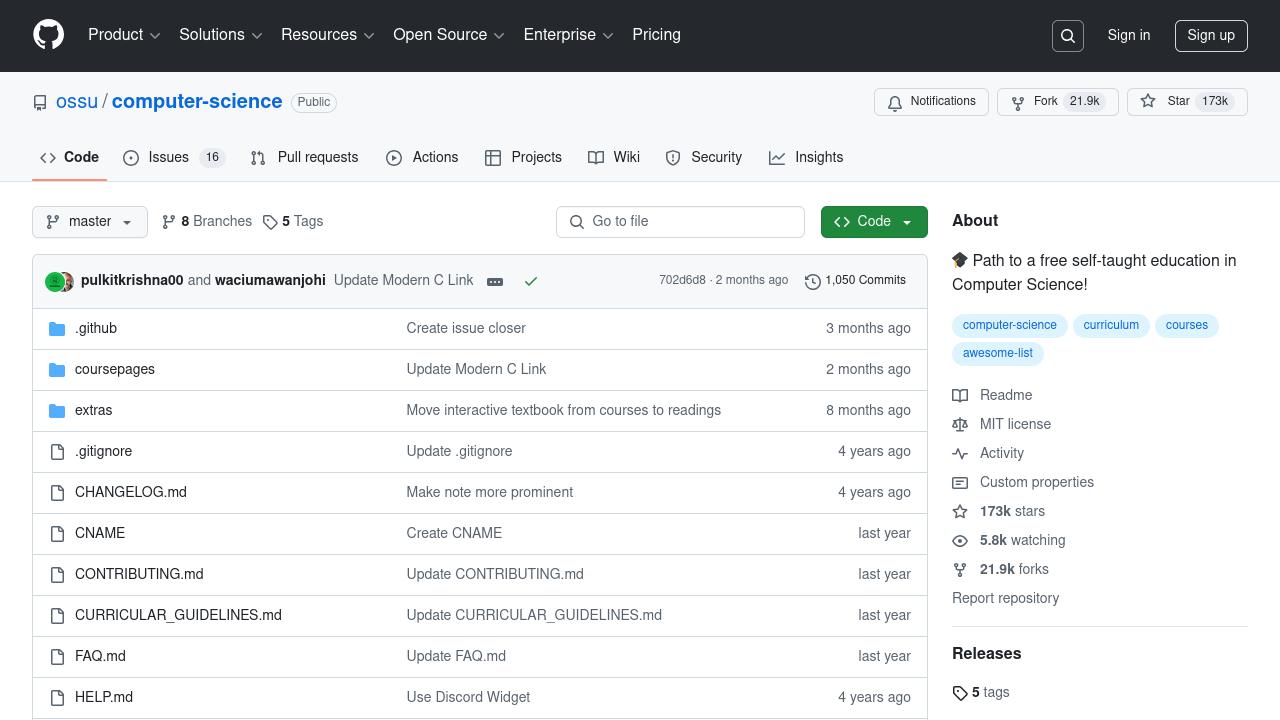 Product Solutions Resources Open Source Enterprise Pricing Sign in Sign up
ossu / computer-science Public Notifications Fork 21.9k Star 173k
Code Issues 16 Pull requests Actions Projects Wiki Security Insights
master 8 Branches 5 Tags Go to file Code
pulkitkrishna00 and waciumawanjohi Update Modern C Link 702d6d8 · 2 months ago 1,050 Commits
.github Create issue closer 3 months ago
coursepages Update Modern C Link 2 months ago
extras Move interactive textbook from courses to readings 8 months ago
.gitignore Update .gitignore 4 years ago
CHANGELOG.md Make note more prominent 4 years ago
CNAME Create CNAME last year
CONTRIBUTING.md Update CONTRIBUTING.md last year
CURRICULAR_GUIDELINES.md Update CURRICULAR_GUIDELINES.md last year
FAQ.md Update FAQ.md last year
HELP.md Use Discord Widget 4 years ago
About
Path to a free self-taught education in
Computer Science!
computer-science curriculum courses
awesome-list
Readme
MIT license
Activity
Custom properties
173k stars
5.8k watching
21.9k forks
Report repository
Releases
5 tags